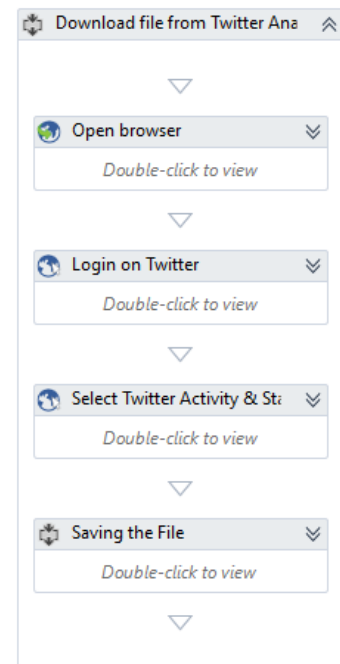 Download file from Twitter Ana
Open browser
Double-click to view
Login on Twitter
Double-click to view
Select Twitter Activity & Sta
Double-click to view
Saving the File
Double-click to view